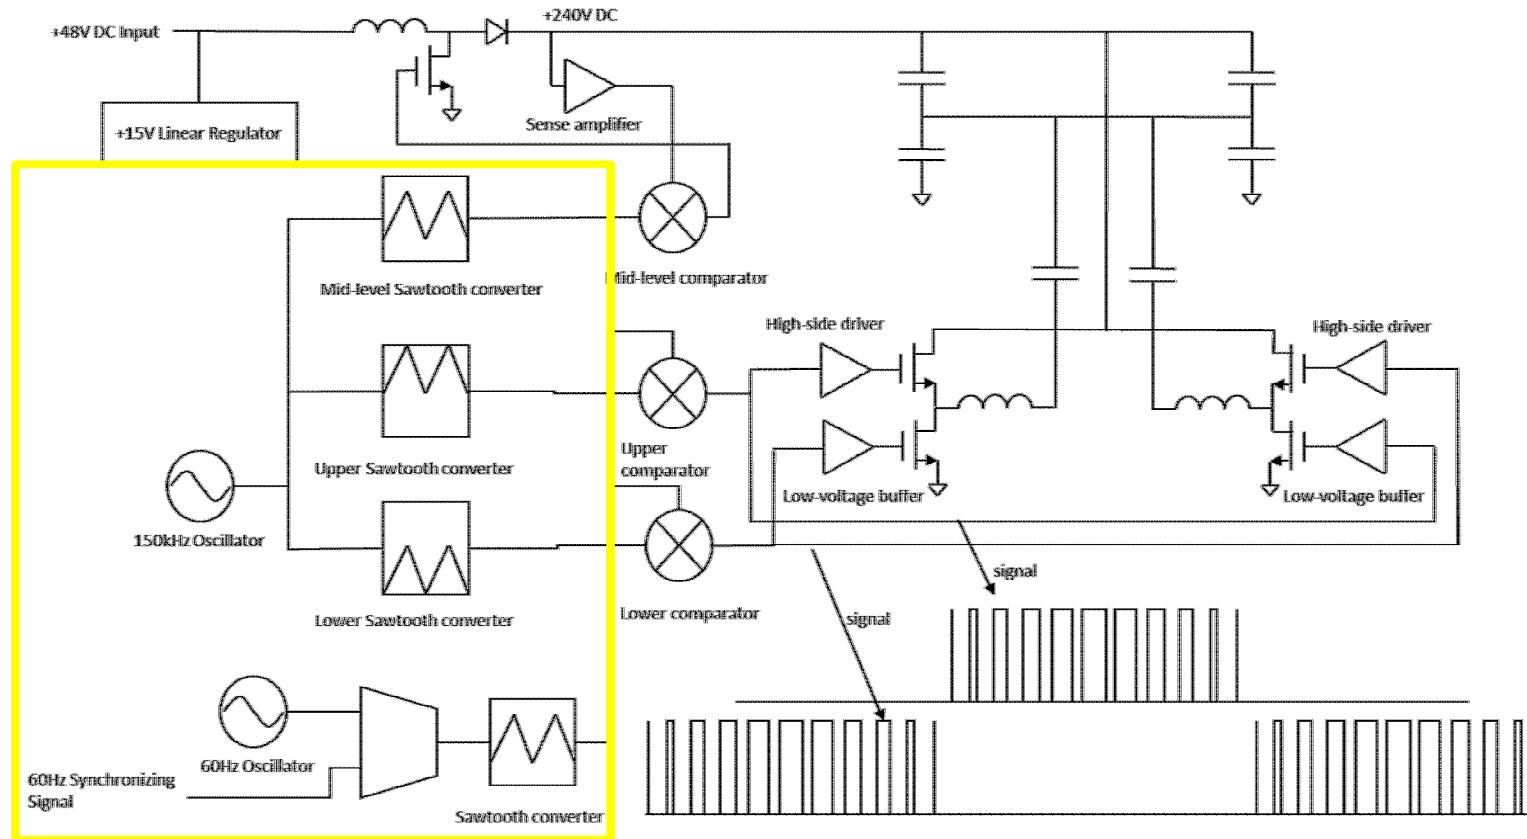 +48V DC Input
+240V DC
+15V Linear Regulator
Sense amplifier
Mid-level Sawtooth converter
Mid-level comparator
High-side driver
High-side driver
Upper Sawtooth converter
Upper
comparator
Low-voltage buffer
Low-voltage buffer
150kHz Oscillator
signal
Lower Sawtooth converter
Lower comparator
signal
60Hz Oscillator
60Hz Synchronizing
Signal
Sawtooth converter